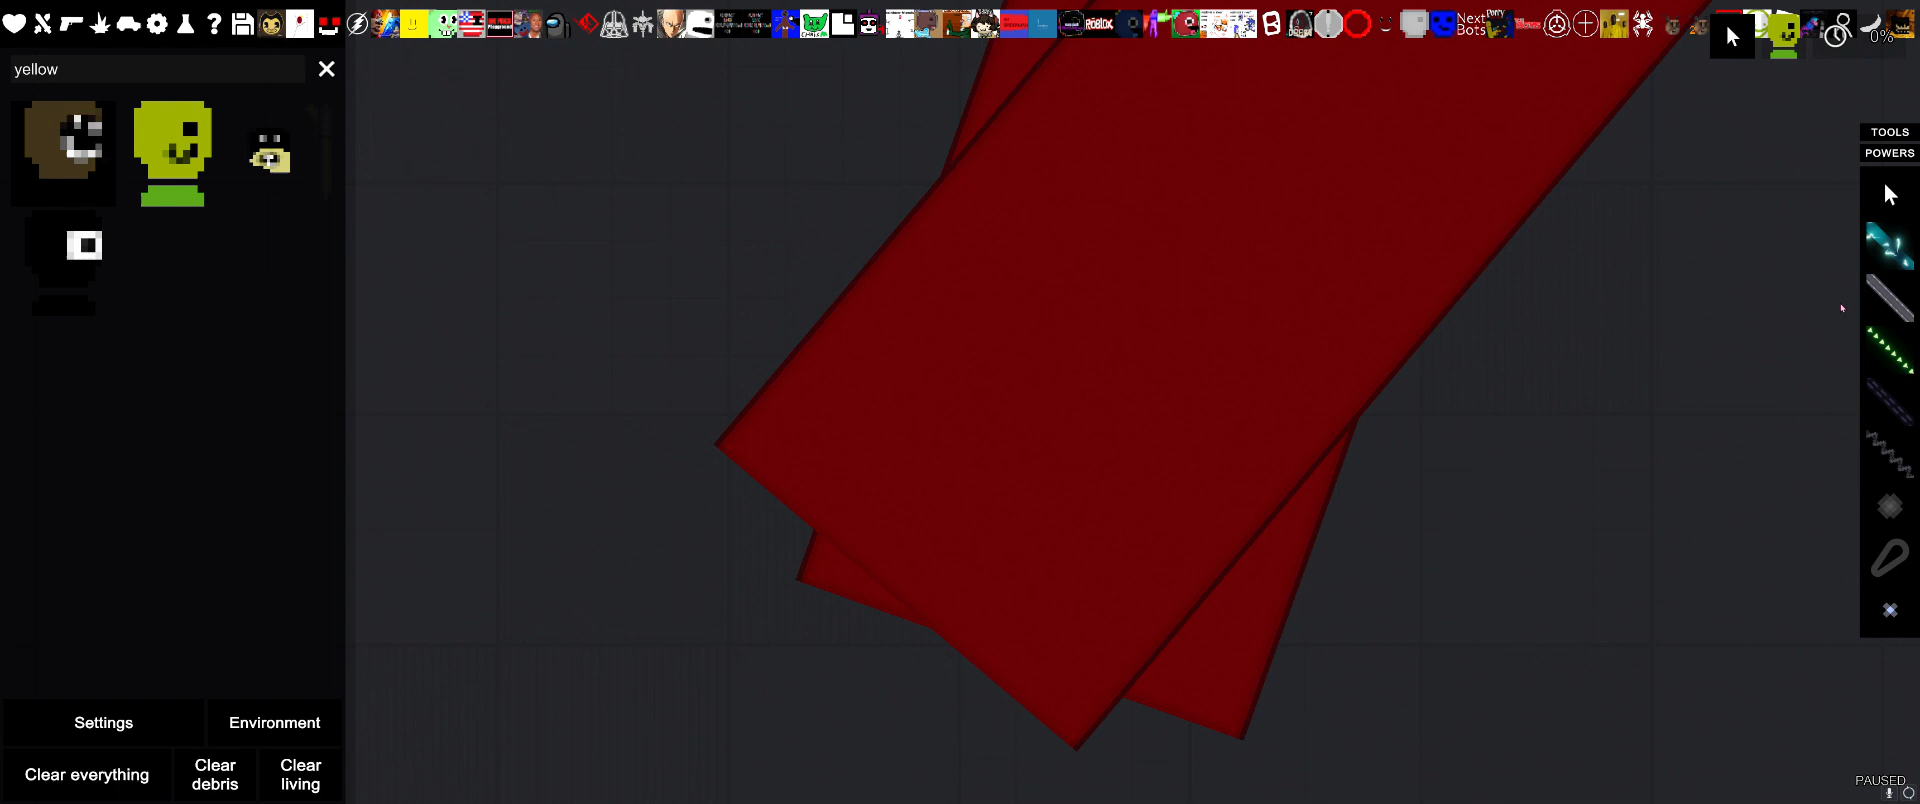 Next
Bots
ROBLOX
0%
yellow
TOOLS
POWERS
Settings
Environment
Clear everything
Clear
debris
Clear
living
PAUSED